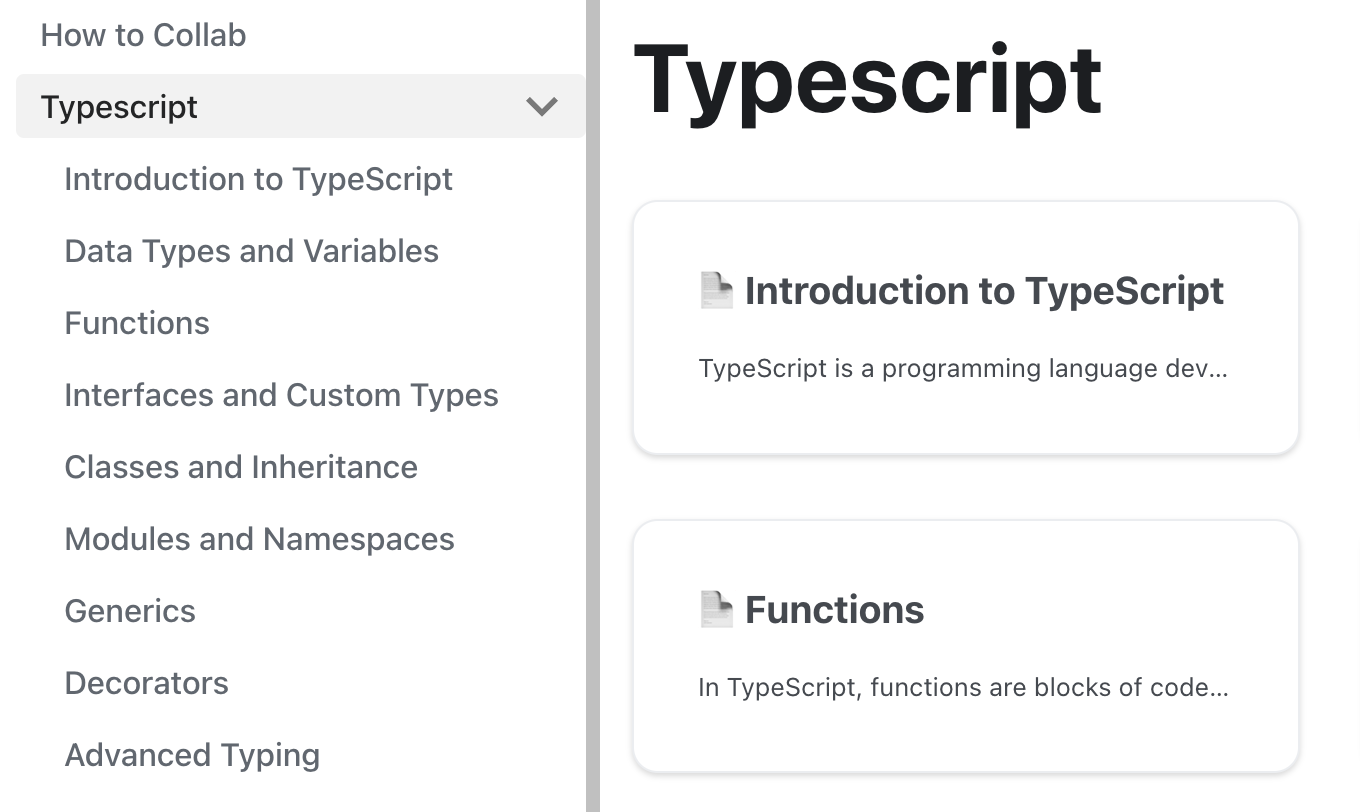 How to Collab
Typescript
Introduction to TypeScript
Data Types and Variables
Functions
Interfaces and Custom Types
Classes and Inheritance
Modules and Namespaces
Generics
Decorators
Advanced Typing
Typescript
Introduction to TypeScript
TypeScript is a programming language dev...
Functions
In TypeScript, functions are blocks of code...